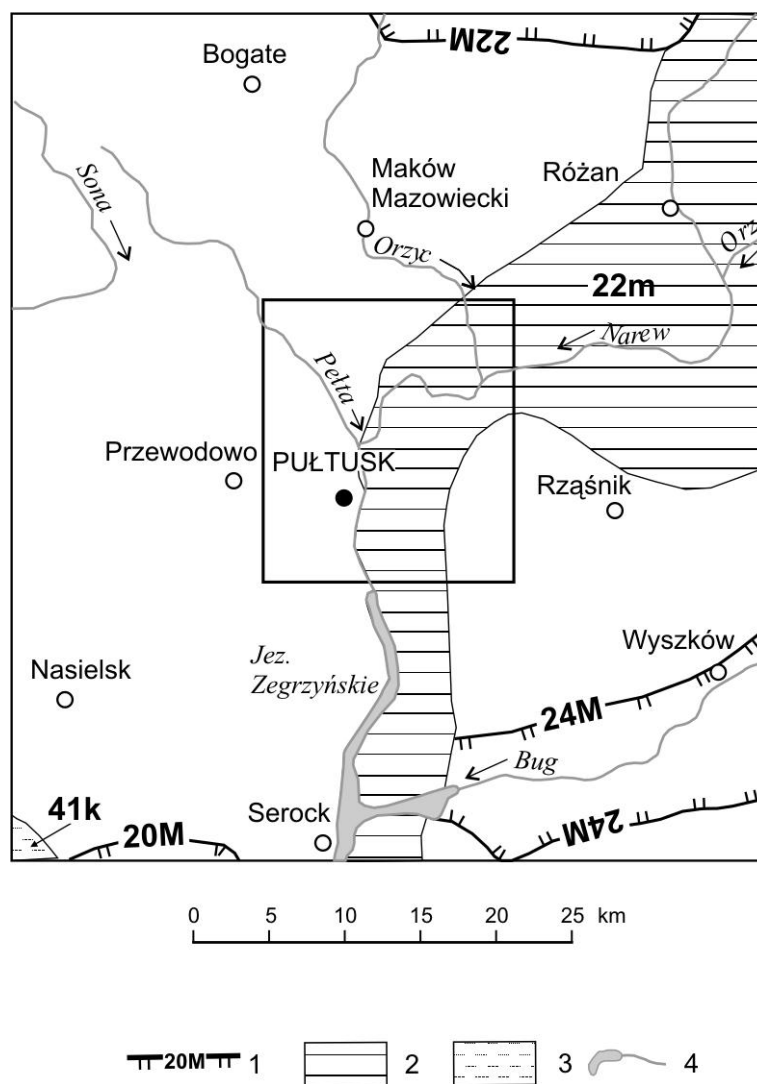 22M
Bogate
Maków
Mazowiecki
Różan
Sona
Orzyc
Orz
22m
Narew
Pełta
Przewodowo
PUŁTUSK
Rząśnik
Wyszków
Jez.
Zegrzyńskie
Nasielsk
24M
Bug
41k
20M
Serock
24M
0 5 10 15 20 25 km
20M 1 2 3 4